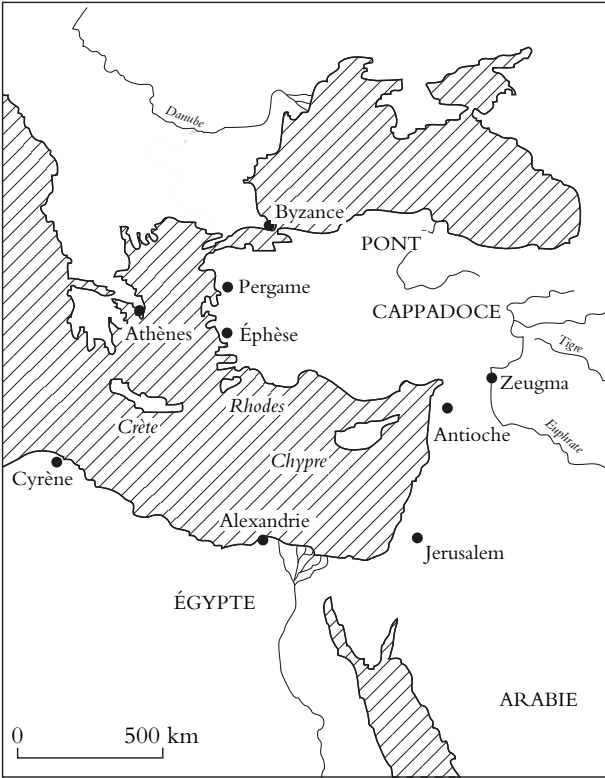 Danube
Byzance
PONT
Pergame
CAPPADOCE
Athènes
Éphèse
Tigre
Zeugma
Rhodes
Crète
Antioche
Euphrate
Chypre
Cyrène
Alexandrie
Jerusalem
ÉGYPTE
ARABIE
0 500 km